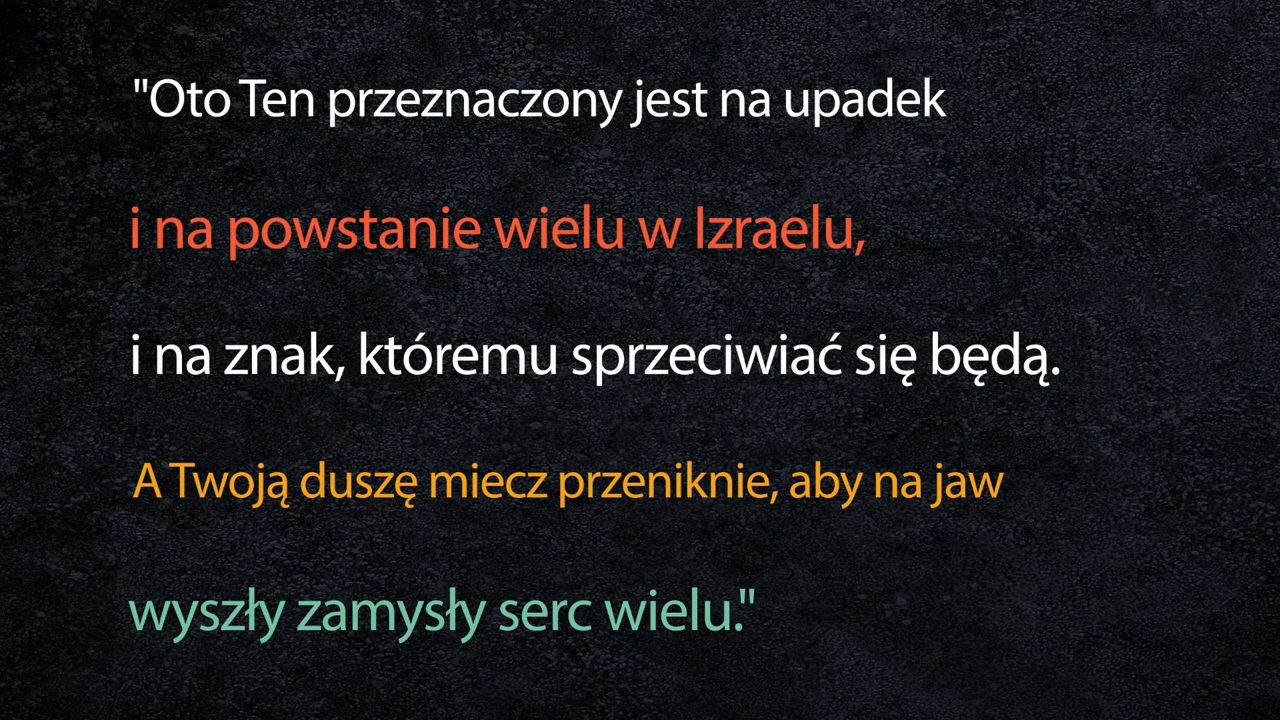 "Oto Ten przeznaczony jest na upadek
i na powstanie wielu w Izraelu,
i na znak, któremu sprzeciwiać się będą.
A Twoją duszę miecz przeniknie, aby na jaw
wyszły zamysły serc wielu."